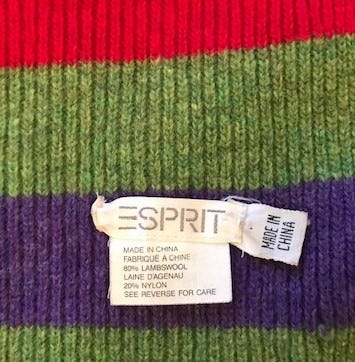 ESPRIT
MADE IN CHINA
FABRIQUÉ A CHINE
80% LAMBSWOOL
LAINE D'AGENAU
20% NYLON
SEE REVERSE FOR CARE
MADE IN
CHINA